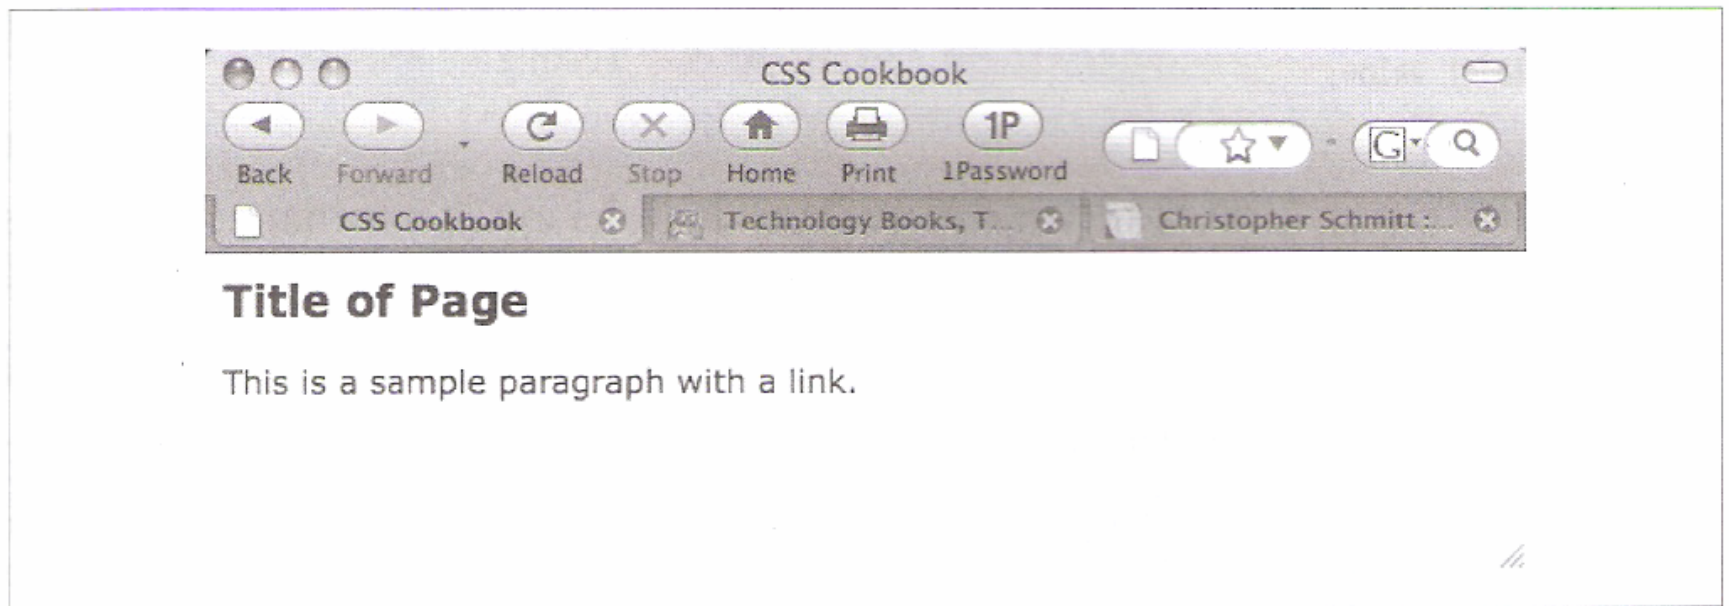 CSS Cookbook
1P
G
Back Forward Reload Stop Home Print 1Password
CSS Cookbook Technology Books, T... Christopher Schmitt :...
Title of Page
This is a sample paragraph with a link.